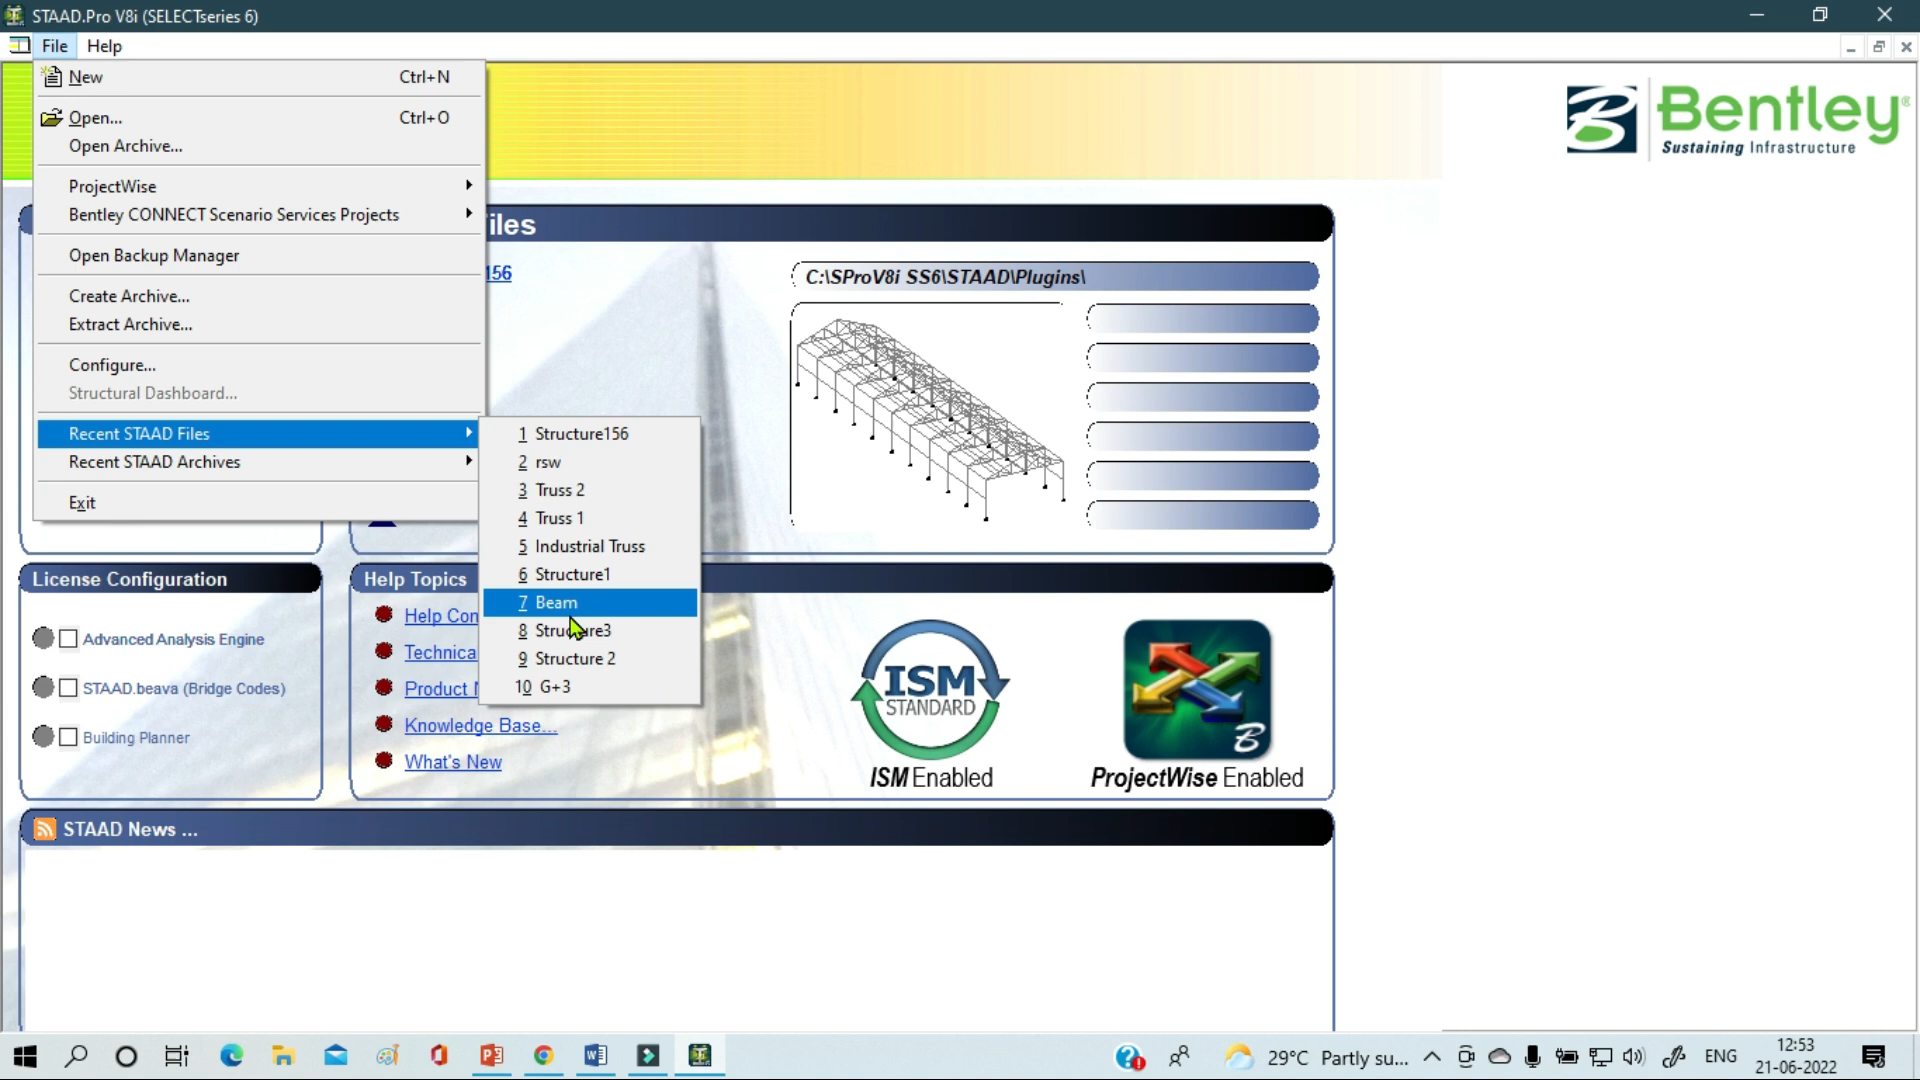 STAAD.Pro V8i (SELECTseries 6)
File Help
New Ctrl+N
Open... Ctrl+O
Open Archive...
ProjectWise
Bentley CONNECT Scenario Services Projects
Open Backup Manager
Create Archive...
Extract Archive...
Configure...
Structural Dashboard...
Recent STAAD Files
Recent STAAD Archives
Exit
1 Structure156
2 rsw
3 Truss 2
4 Truss 1
5 Industrial Truss
6 Structure1
7 Beam
8 Structure3
9 Structure 2
10 G+3
Bentley®
Sustaining Infrastructure
iles
156
C:\SProV8i SS6\STAAD\Plugins\
License Configuration
Advanced Analysis Engine
STAAD.beava (Bridge Codes)
Building Planner
Help Topics
Help Con
Technica
Product
Knowledge Base...
What's New
ISM
STANDARD
ISM Enabled
B
ProjectWise Enabled
STAAD News ...
29°C Partly su...
ENG
12:53
21-06-2022